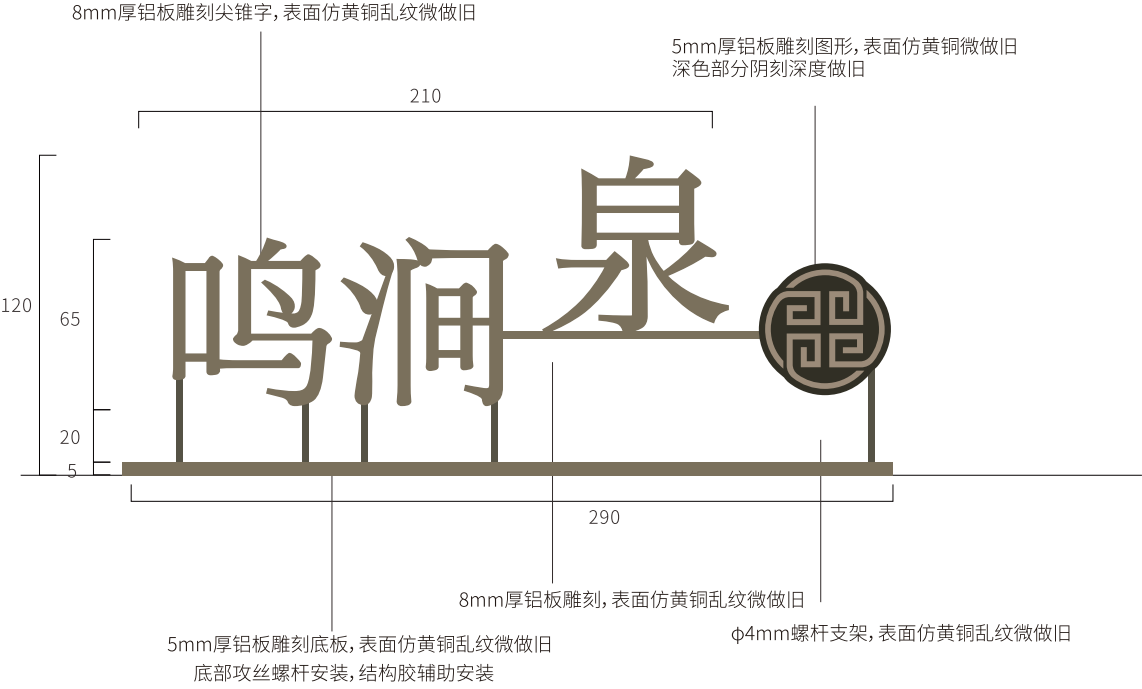 8mm厚铝板雕刻尖锥字，表面仿黄铜乱纹微做旧
5mm厚铝板雕刻图形，表面仿黄铜微做旧
深色部分阴刻深度做旧
210
120
65
20
5
鸣涧泉
290
8mm厚铝板雕刻，表面仿黄铜乱纹微做旧
φ4mm螺杆支架，表面仿黄铜乱纹微做旧
5mm厚铝板雕刻底板，表面仿黄铜乱纹微做旧
底部攻丝螺杆安装，结构胶辅助安装